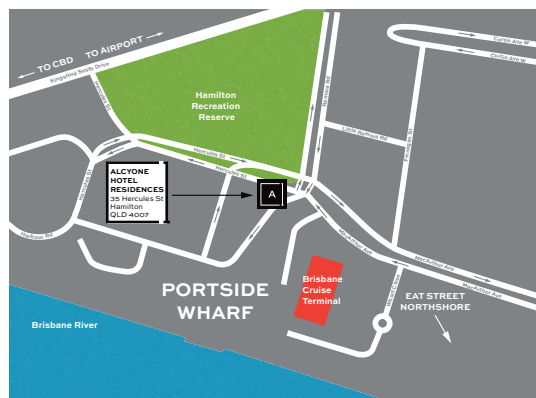 TO CBD
TO AIRPORT
Kingsford Smith Drive
Curtin Ave W
Curtin Ave W
Hercules St
Hamilton
Recreation
Reserve
Remora Rd
Little Remora Rd
Hercules St
Hercules St
Hercules St
ALCYONE
HOTEL
RESIDENCES
35 Hercules St
Hamilton
QLD 4007
A
Harbour Rd
MacArthur Ave
MacArthur Ave
MacArthur Ave
Brisbane
Cruise
Terminal
PORTSIDE
WHARF
EAT STREET
NORTHSHORE
Brisbane River